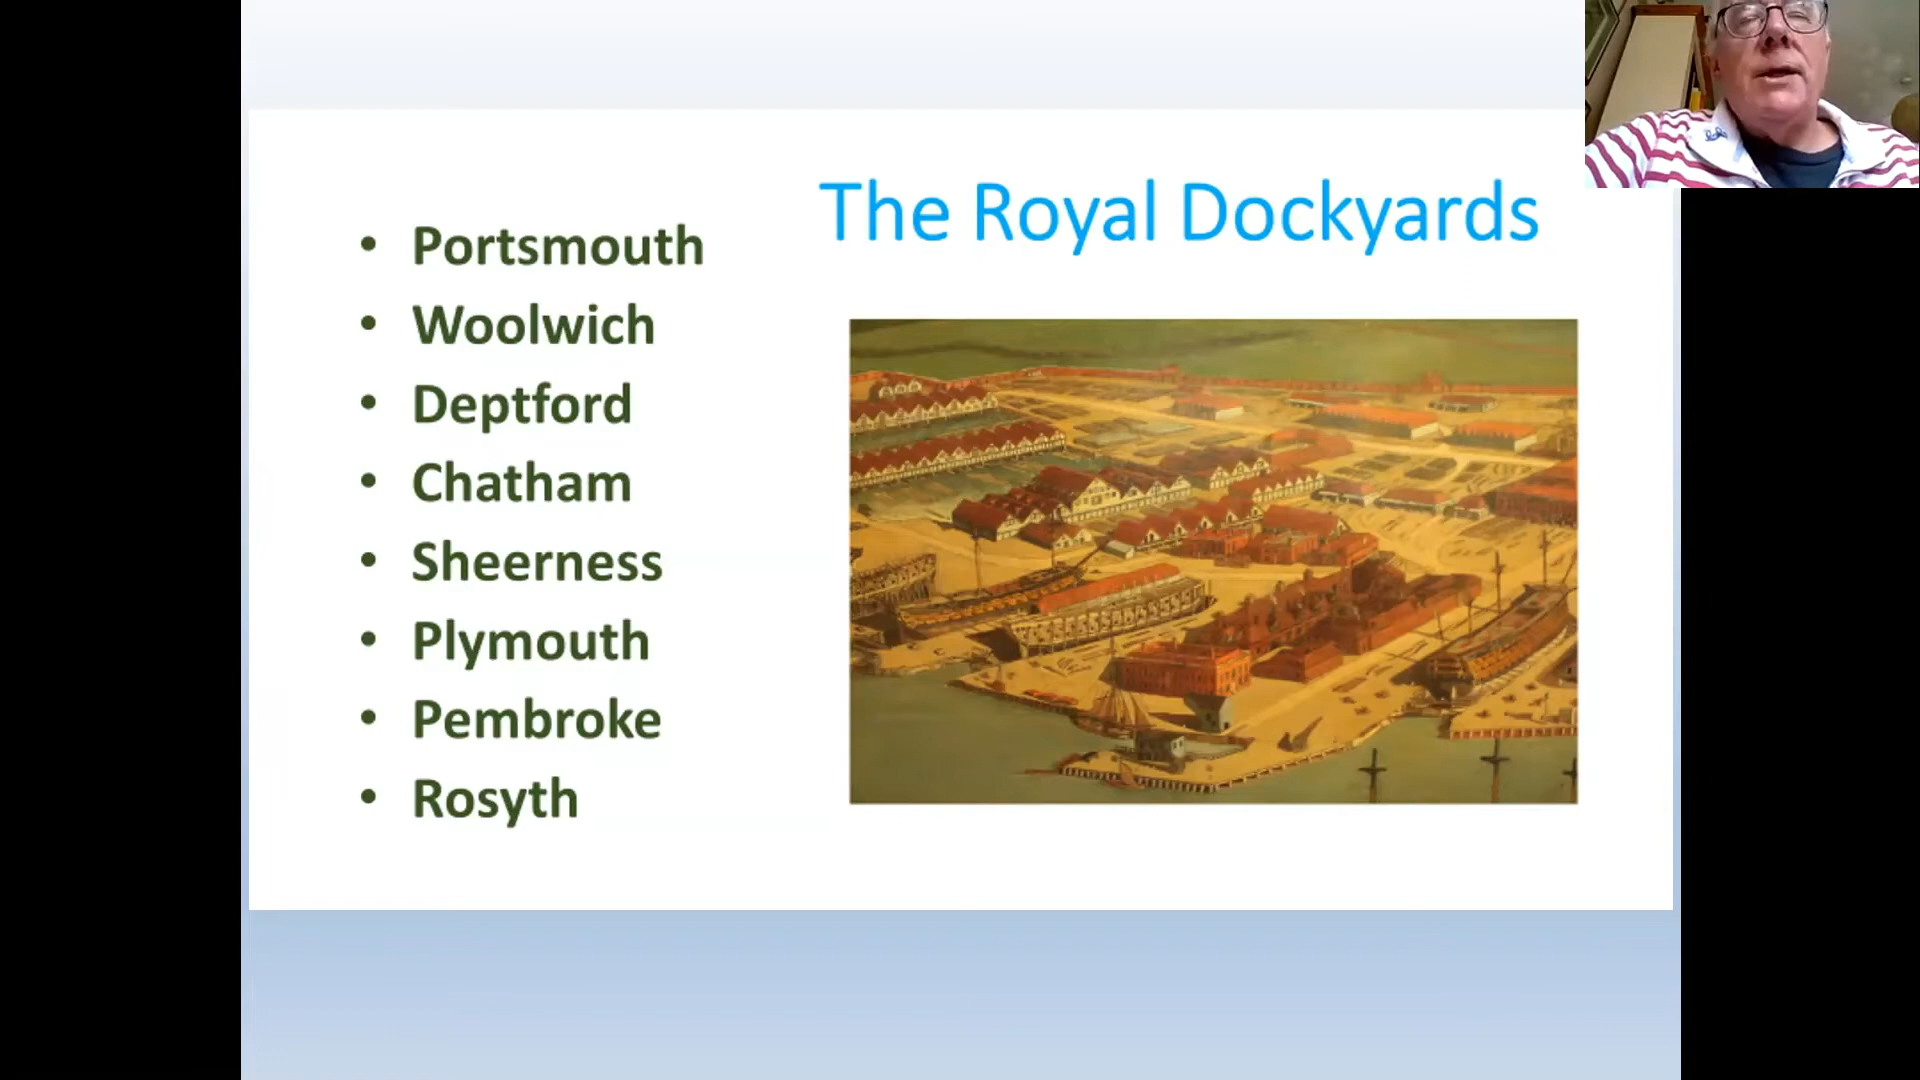 The Royal Dockyards
• Portsmouth
• Woolwich
• Deptford
• Chatham
• Sheerness
• Plymouth
• Pembroke
• Rosyth